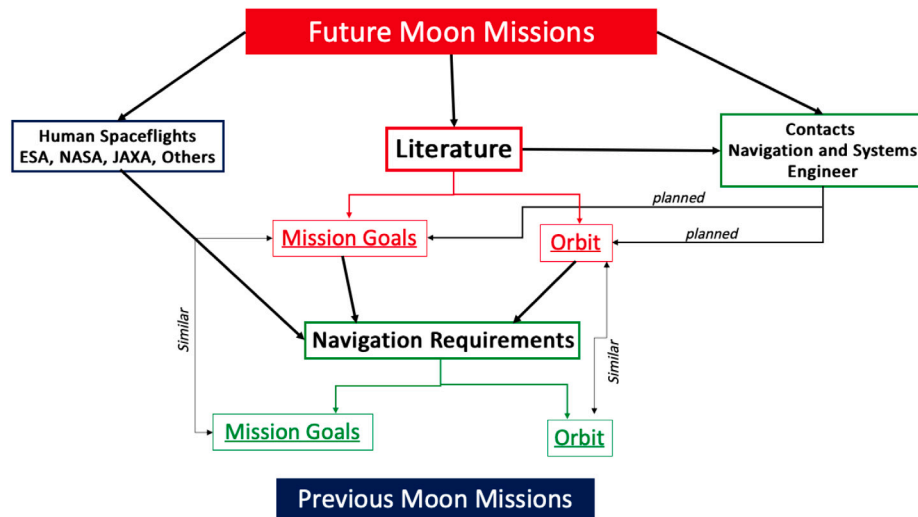 Future Moon Missions
Human Spaceflights
ESA, NASA, JAXA, Others
Literature
Contacts
Navigation and Systems
Engineer
planned
Mission Goals
Orbit
planned
Similar
Navigation Requirements
Similar
Mission Goals
Orbit
Previous Moon Missions